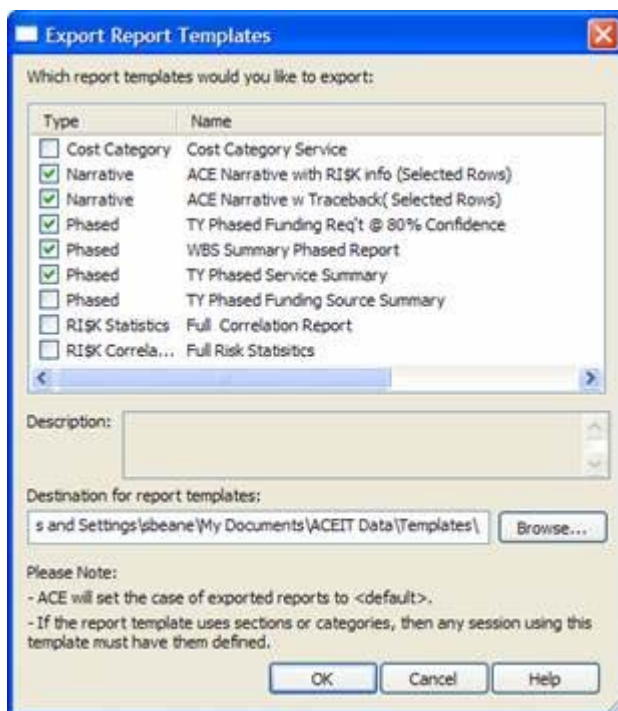 Export Report Templates
Which report templates would you like to export:
Type Name
Cost Category Cost Category Service
Narrative ACE Narrative with RI$K info (Selected Rows)
Narrative ACE Narrative w Traceback( Selected Rows)
Phased TY Phased Funding Req't @ 80% Confidence
Phased WBS Summary Phased Report
Phased TY Phased Service Summary
Phased TY Phased Funding Source Summary
RI$K Statistics Full Correlation Report
RI$K Correla... Full Risk Statisitics
Description:
Destination for report templates:
s and Settings\sbeane\My Documents\ACEIT Data\Templates\ Browse...
Please Note:
- ACE will set the case of exported reports to <default>.
- If the report template uses sections or categories, then any session using this
template must have them defined.
OK Cancel Help